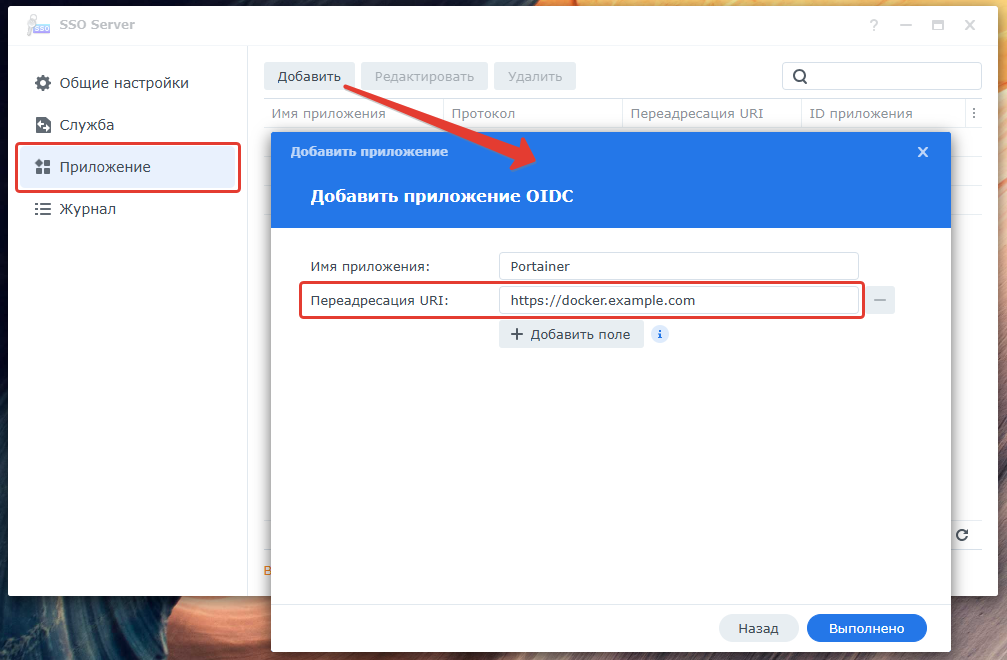 SSO Server
Общие настройки
Служба
Приложение
Журнал
Добавить
Редактировать
Удалить
Имя приложения
Протокол
Переадресация URI
ID приложения
Добавить приложение
Добавить приложение OIDC
Имя приложения:
Portainer
Переадресация URI:
https://docker.example.com
Добавить поле
Назад
Выполнено